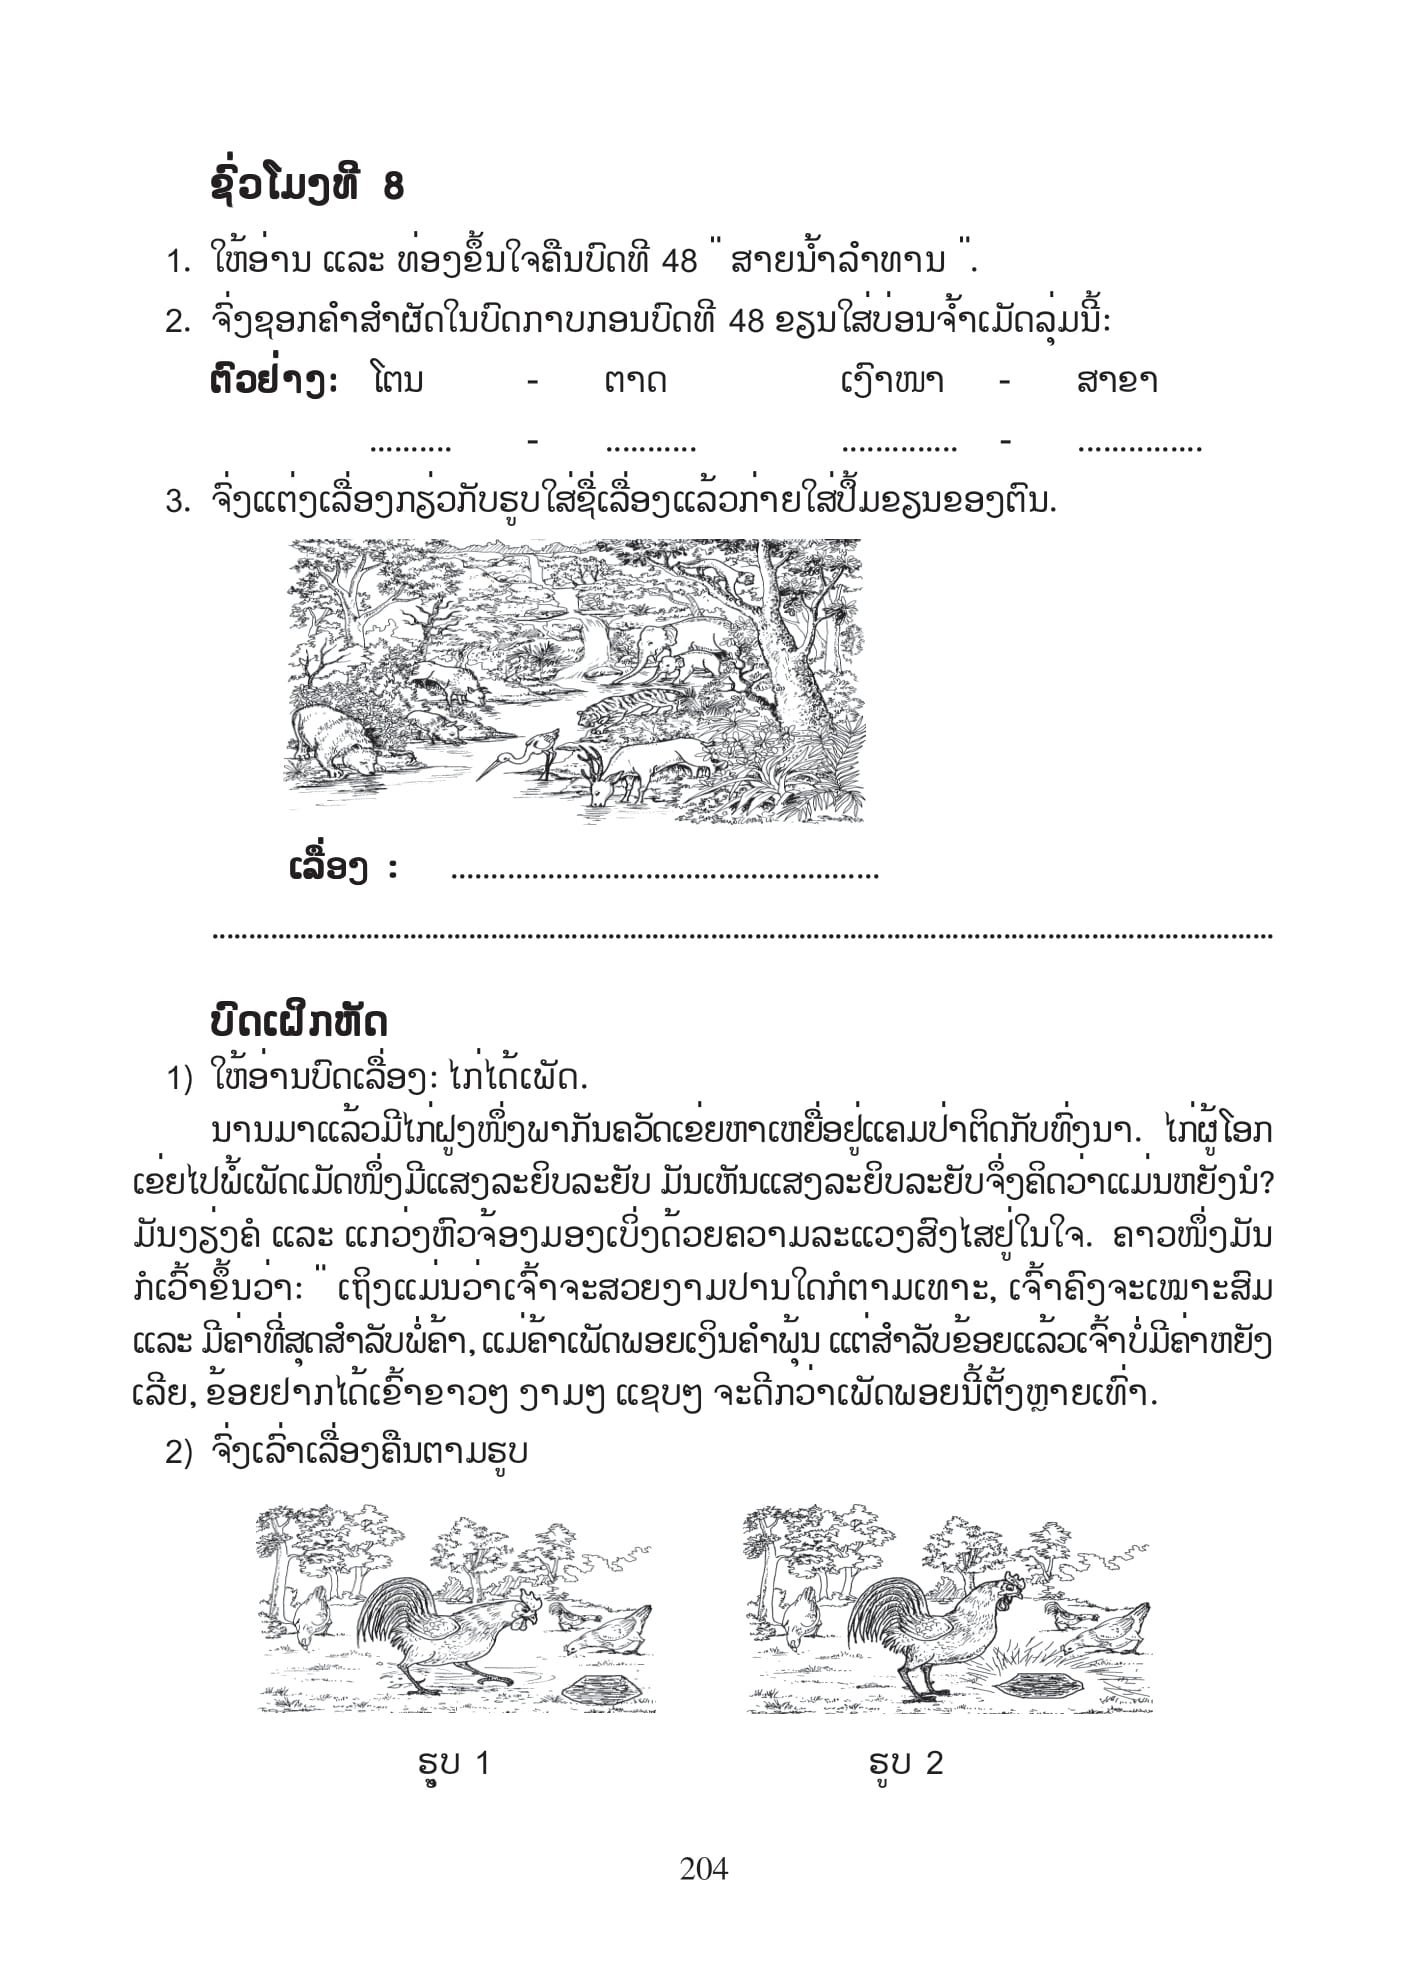 ຊົ່ວໂມງທີ 8
1. ໃຫ້ອ່ານ ແລະ ທ່ອງຂຶ້ນໃຈຄືນບົດທີ 48 " ສາຍນ້ຳລຳທານ ".
2. ຈົ່ງຊອກຄຳສຳຜັດໃນບົດກາບກອນບົດທີ 48 ຂຽນໃສ່ບ່ອນຈ້ຳເມັດລຸ່ມນີ້:
ຕົວຢ່າງ: ໂຕນ - ຕາດ ເງົາໜາ - ສາຂາ
.......... - ........... .............. - ...............
3. ຈົ່ງແຕ່ງເລື່ອງກຽ່ວກັບຮູບໃສ່ຊື່ເລື່ອງແລ້ວກ່າຍໃສ່ປຶ້ມຂຽນຂອງຕົນ.
ເລື່ອງ : .....................................................
...................................................................................................................................
ບົດເຝິກຫັດ
1) ໃຫ້ອ່ານບົດເລື່ອງ: ໄກ່ໄດ້ເພັດ.
ນານມາແລ້ວມີໄກ່ຝູງໜຶ່ງພາກັນຄວັດເຂ່ຍຫາເຫຍື່ອຢູ່ແຄມປ່າຕິດກັບທົ່ງນາ. ໄກ່ຜູ້ໂອກ
ເຂ່ຍໄປພໍ້ເພັດເມັດໜຶ່ງມີແສງລະຍິບລະຍັບ ມັນເຫັນແສງລະຍິບລະຍັບຈຶ່ງຄິດວ່າແມ່ນຫຍັງນໍ?
ມັນງຽ່ງຄໍ ແລະ ແກວ່ງຫົວຈ້ອງມອງເບິ່ງດ້ວຍຄວາມລະແວງສົງໄສຢູ່ໃນໃຈ. ຄາວໜຶ່ງມັນ
ກໍເວົ້າຂຶ້ນວ່າ: " ເຖິງແມ່ນວ່າເຈົ້າຈະສວຍງາມປານໃດກໍຕາມເທາະ, ເຈົ້າຄົງຈະເໝາະສົມ
ແລະ ມີຄ່າທີ່ສຸດສຳລັບພໍ່ຄ້າ, ແມ່ຄ້າເພັດພອຍເງິນຄຳພຸ້ນ ແຕ່ສຳລັບຂ້ອຍແລ້ວເຈົ້າບໍ່ມີຄ່າຫຍັງ
ເລີຍ, ຂ້ອຍຢາກໄດ້ເຂົ້າຂາວໆ ງາມໆ ແຊບໆ ຈະດີກວ່າເພັດພອຍນີ້ຕັ້ງຫຼາຍເທົ່າ.
2) ຈົ່ງເລົ່າເລື່ອງຄືນຕາມຮູບ
ຮູບ 1 ຮູບ 2
204